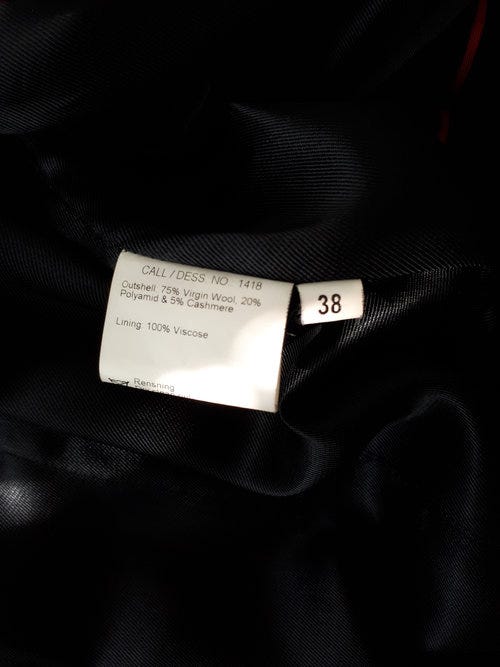 CALL / DESS. NO. 1418
Outshell: 75% Virgin Wool, 20%
Polyamid & 5% Cashmere
Lining: 100% Viscose
Rensning
38